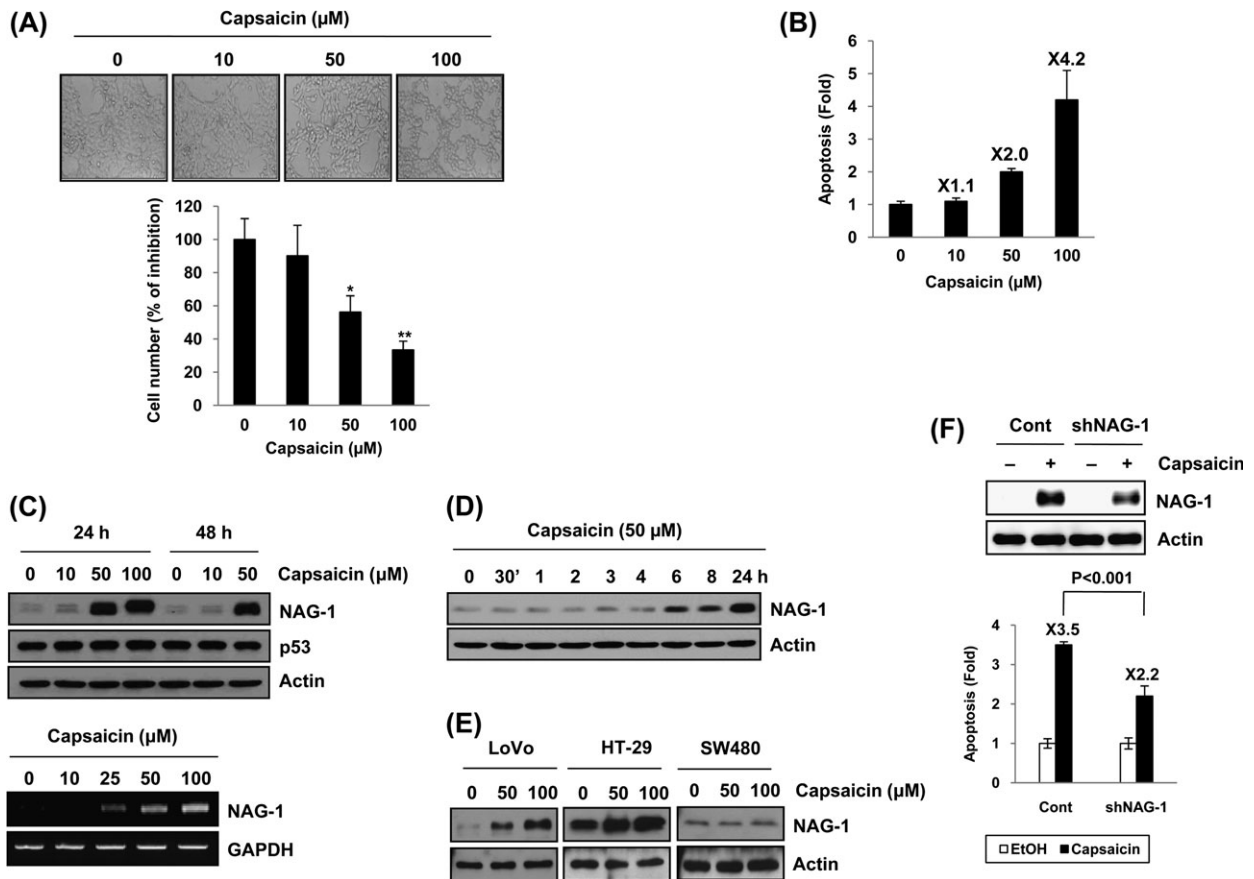 (A)
Capsaicin (µM)
0 10 50 100
Cell number (% of inhibition)
120
100
80
60
40
20
0
*
**
0 10 50 100
Capsaicin (µM)
(B)
Apoptosis (Fold)
6
5
4
3
2
1
0
X1.1
X2.0
X4.2
0 10 50 100
Capsaicin (µM)
(C)
24 h 48 h
0 10 50 100 0 10 50 Capsaicin (µM)
NAG-1
p53
Actin
Capsaicin (µM)
0 10 25 50 100
NAG-1
GAPDH
(D)
Capsaicin (50 µM)
0 30' 1 2 3 4 6 8 24 h
NAG-1
Actin
(E)
LoVo HT-29 SW480
0 50 100 0 50 100 0 50 100 Capsaicin (µM)
NAG-1
Actin
(F)
Cont shNAG-1
– + – + Capsaicin
NAG-1
Actin
P<0.001
Apoptosis (Fold)
4
3
2
1
0
X3.5
X2.2
Cont shNAG-1
EtOH Capsaicin